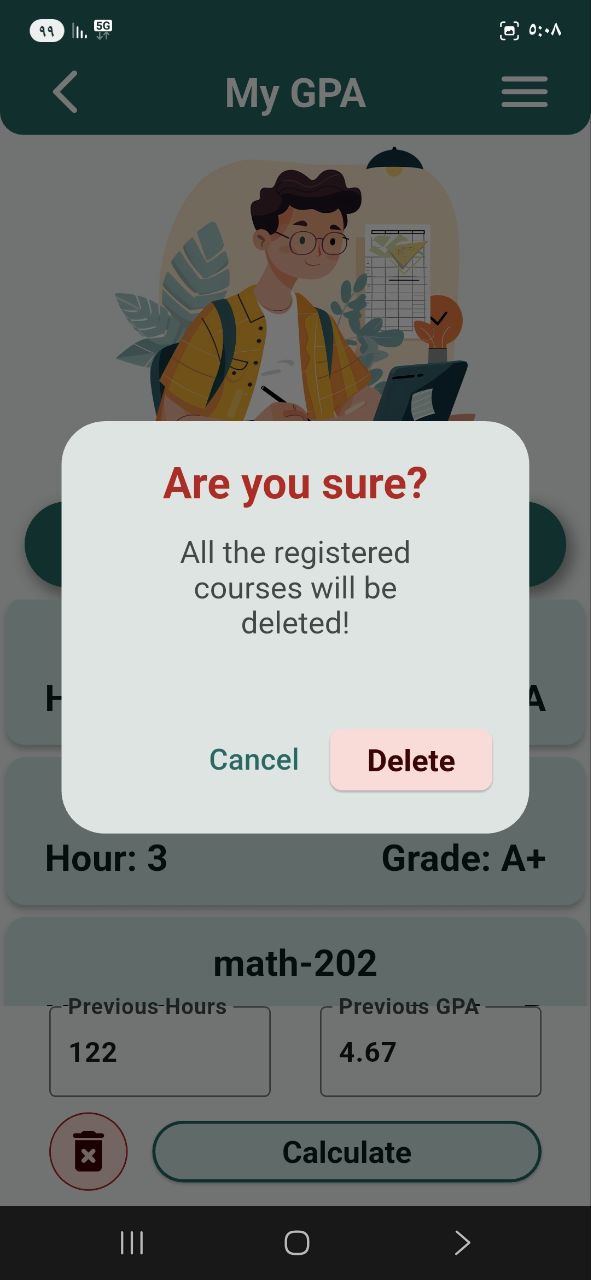 ٩٩ 5G ٥:٠٨
My GPA
Are you sure?
All the registered
courses will be
deleted!
Cancel Delete
Hour: 3 Grade: A+
math-202
Previous Hours Previous GPA
122 4.67
Calculate